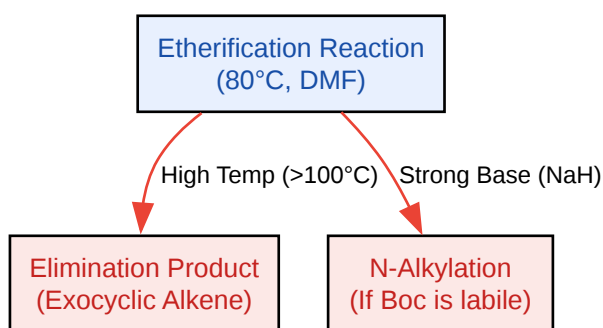 Etherification Reaction
(80°C, DMF)
High Temp (>100°C)
Strong Base (NaH)
Elimination Product
(Exocyclic Alkene)
N-Alkylation
(If Boc is labile)